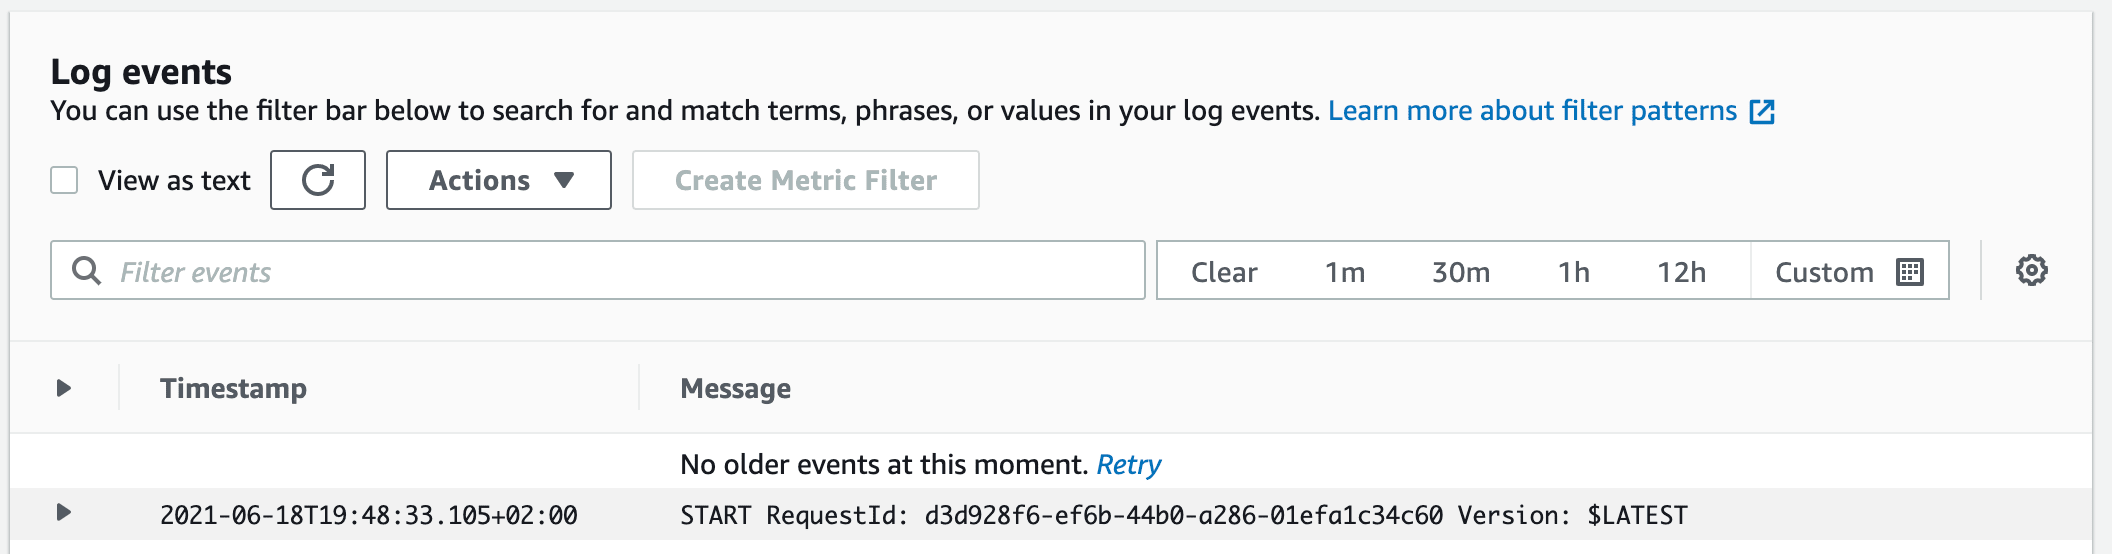 Log events
You can use the filter bar below to search for and match terms, phrases, or values in your log events. Learn more about filter patterns
View as text Actions Create Metric Filter
Filter events Clear 1m 30m 1h 12h Custom
Timestamp Message
No older events at this moment. Retry
2021-06-18T19:48:33.105+02:00 START RequestId: d3d928f6-ef6b-44b0-a286-01efa1c34c60 Version: $LATEST